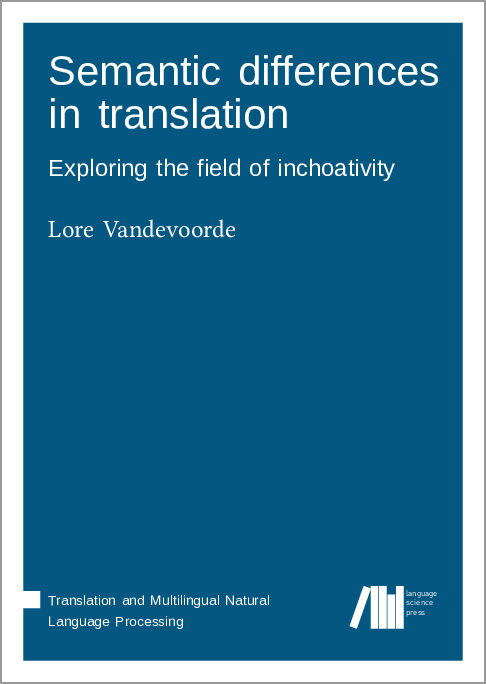 Semantic differences
in translation
Exploring the field of inchoativity
Lore Vandevoorde
Translation and Multilingual Natural
Language Processing
language
science
press